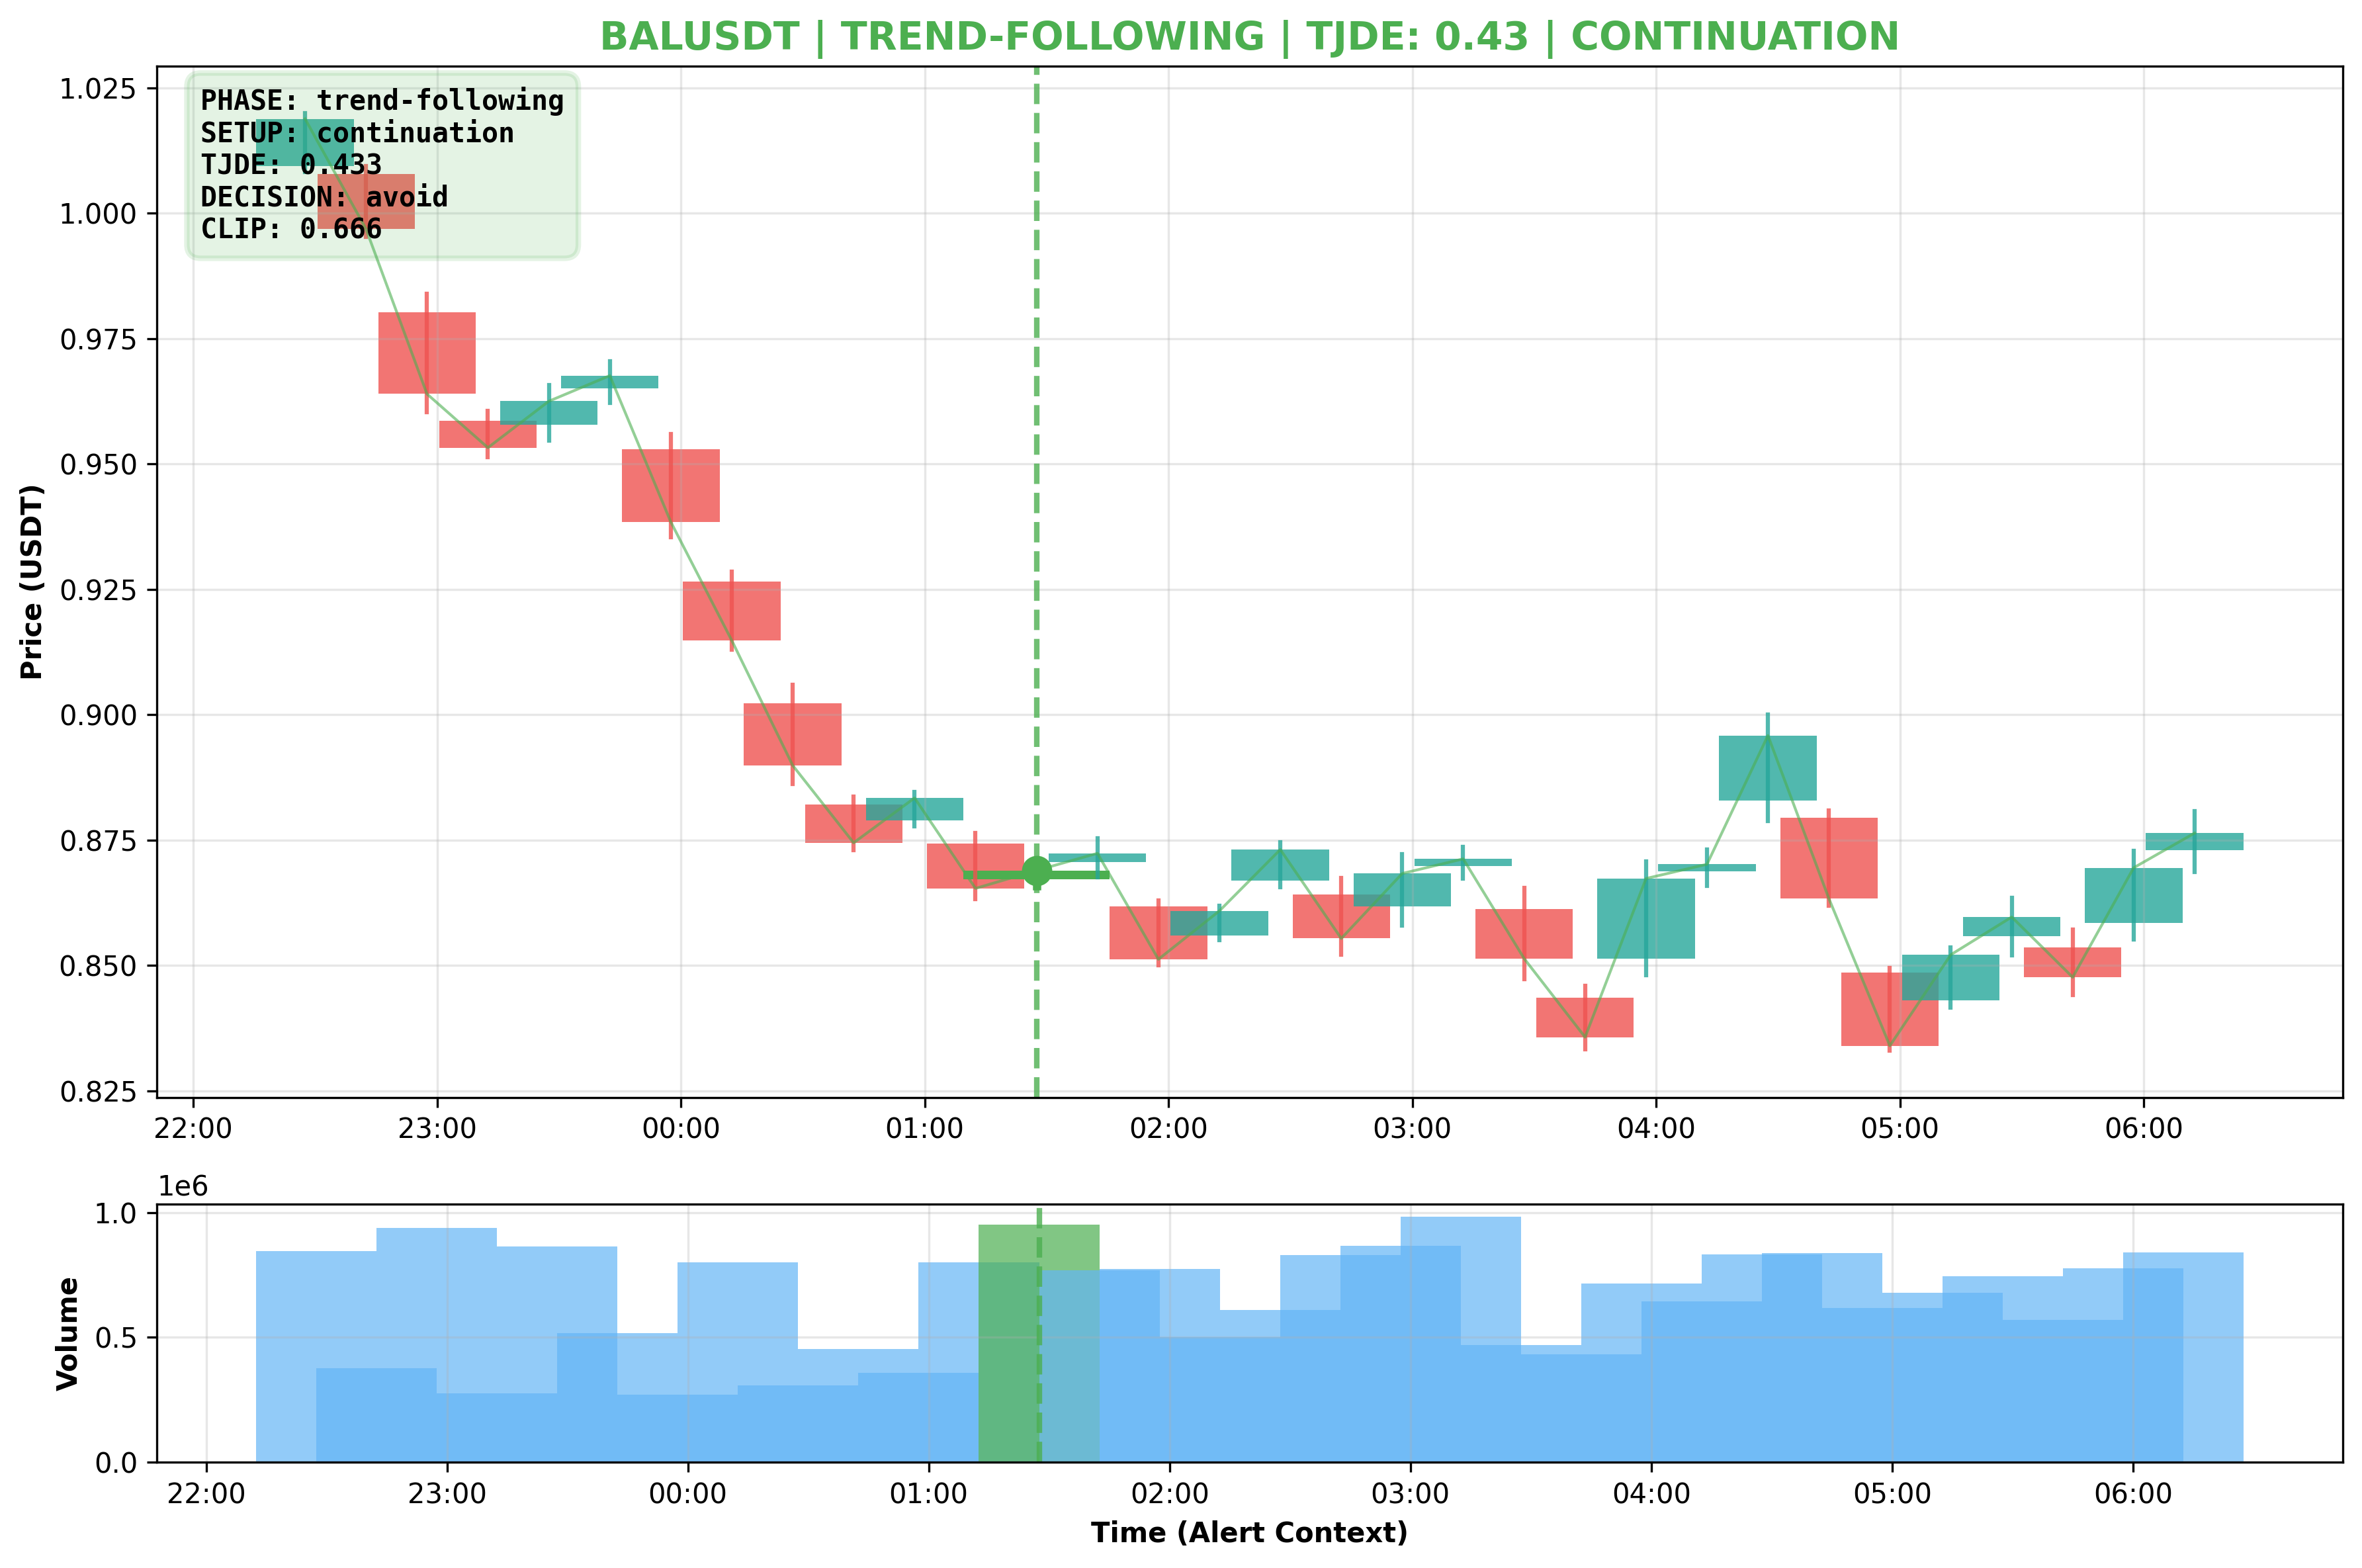 BALUSDT | TREND-FOLLOWING | TJDE: 0.43 | CONTINUATION
PHASE: trend-following
SETUP: continuation
TJDE: 0.433
DECISION: avoid
CLIP: 0.666
Price (USDT)
1.025
1.000
0.975
0.950
0.925
0.900
0.875
0.850
0.825
22:00 23:00 00:00 01:00 02:00 03:00 04:00 05:00 06:00
1e6
Volume
1.0
0.5
0.0
22:00 23:00 00:00 01:00 02:00 03:00 04:00 05:00 06:00
Time (Alert Context)